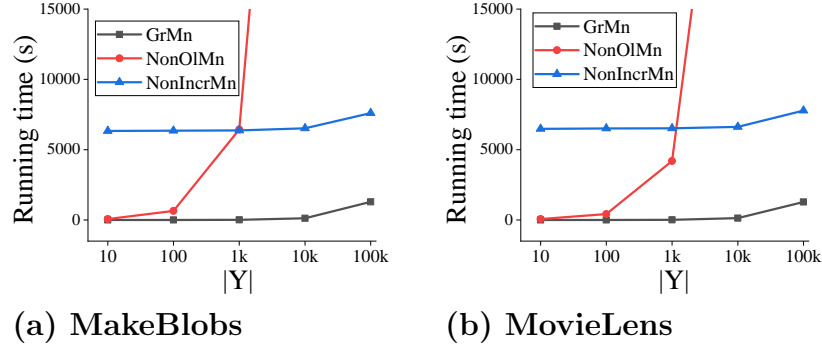 Running time (s)
15000
10000
5000
0
GrMn
NonOlMn
NonIncrMn
10 100 1k 10k 100k
|Y|
(a) MakeBlobs
Running time (s)
15000
10000
5000
0
GrMn
NonOlMn
NonIncrMn
10 100 1k 10k 100k
|Y|
(b) MovieLens